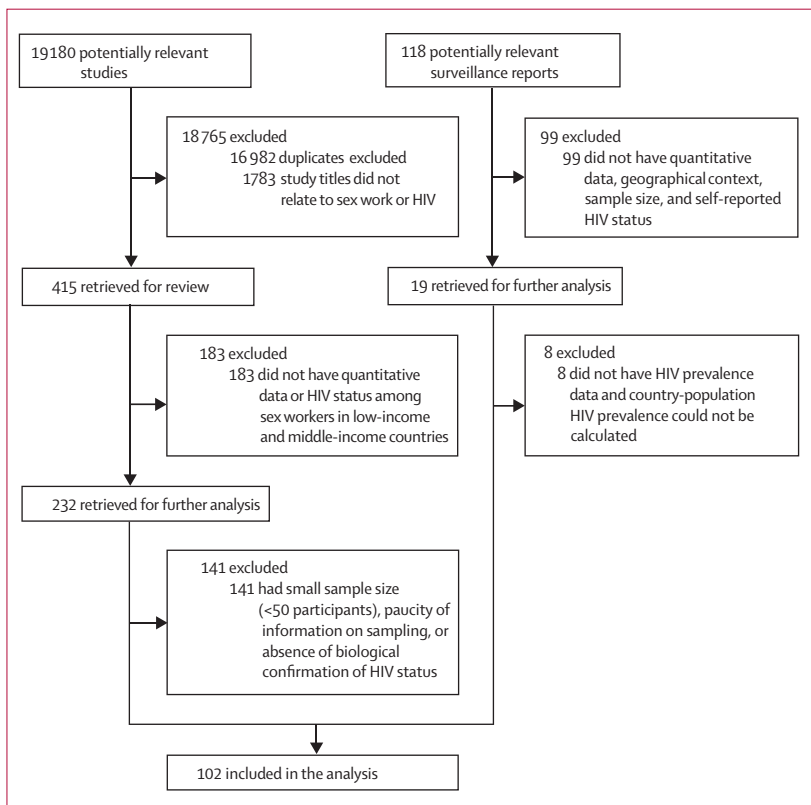 19180 potentially relevant
studies
118 potentially relevant
surveillance reports
18 765 excluded
16 982 duplicates excluded
1783 study titles did not
relate to sex work or HIV
99 excluded
99 did not have quantitative
data, geographical context,
sample size, and self-reported
HIV status
415 retrieved for review
19 retrieved for further analysis
183 excluded
183 did not have quantitative
data or HIV status among
sex workers in low-income
and middle-income countries
8 excluded
8 did not have HIV prevalence
data and country-population
HIV prevalence could not be
calculated
232 retrieved for further analysis
141 excluded
141 had small sample size
(<50 participants), paucity of
information on sampling, or
absence of biological
confirmation of HIV status
102 included in the analysis